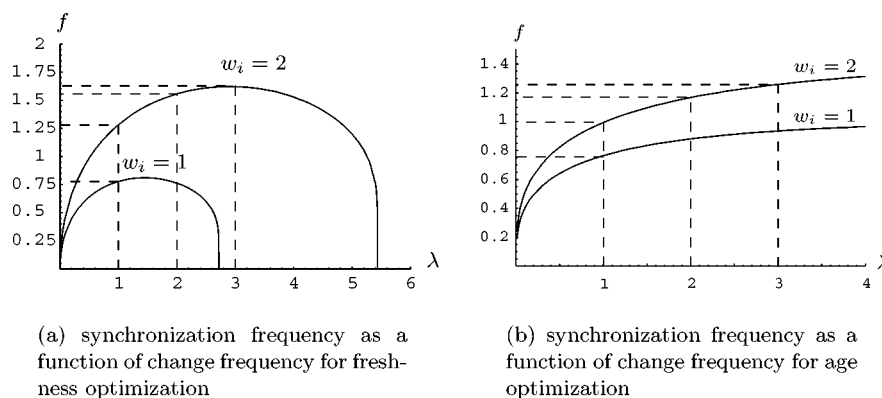 f
2
1.75
1.5
1.25
1
0.75
0.5
0.25
w_i = 2
w_i = 1
1 2 3 4 5 6
λ
(a) synchronization frequency as a
function of change frequency for fresh-
ness optimization
f
1.4
1.2
1
0.8
0.6
0.4
0.2
w_i = 2
w_i = 1
1 2 3 4
λ
(b) synchronization frequency as a
function of change frequency for age
optimization